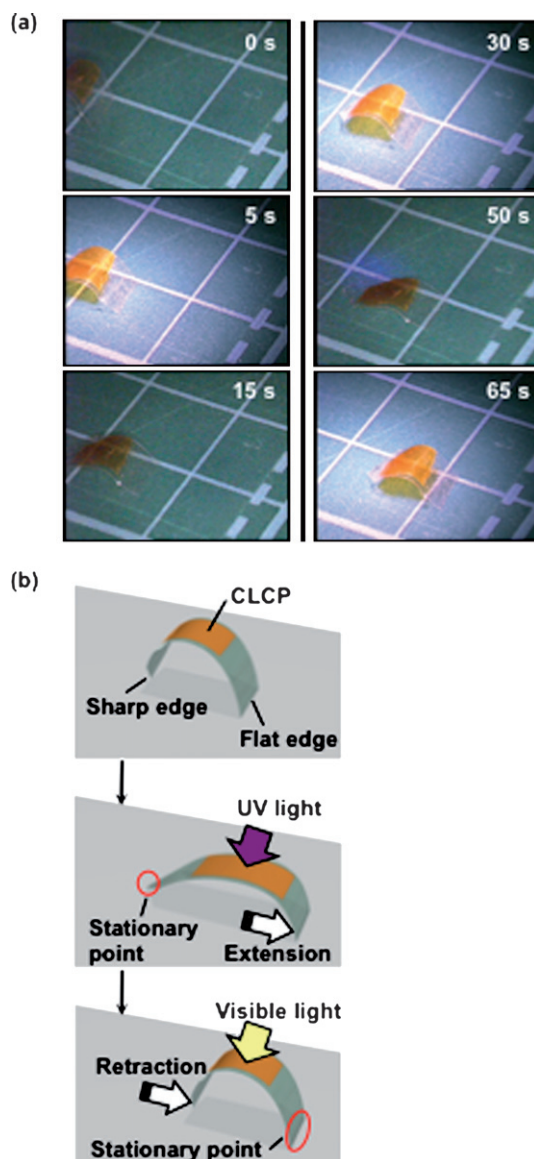 (a)
0 s
30 s
5 s
50 s
15 s
65 s
(b)
CLCP
Sharp edge
Flat edge
UV light
Stationary
point
Extension
Visible light
Retraction
Stationary point